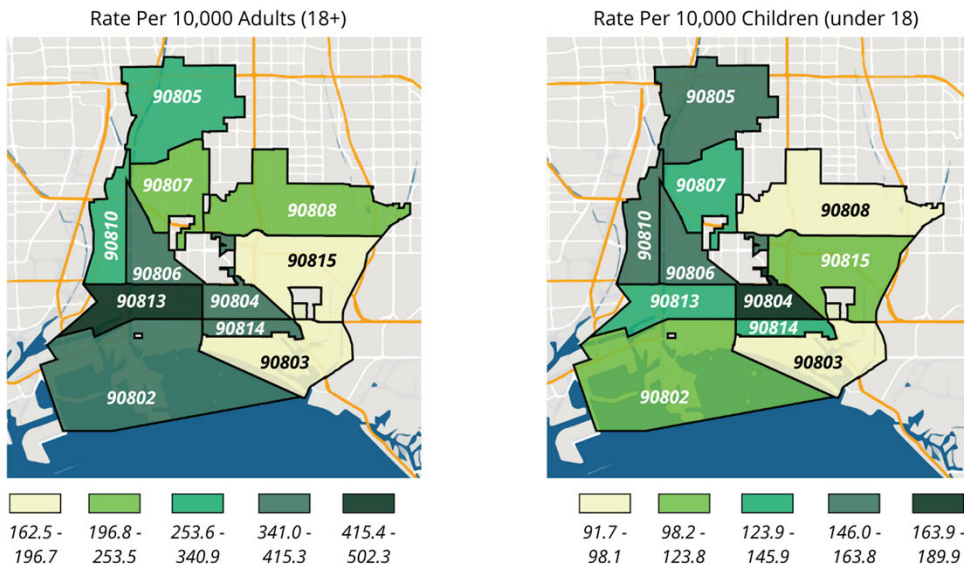 Rate Per 10,000 Adults (18+)
90805
90807
90808
90810
90806
90815
90813
90804
90814
90803
90802
162.5 - 196.7
196.8 - 253.5
253.6 - 340.9
341.0 - 415.3
415.4 - 502.3
Rate Per 10,000 Children (under 18)
90805
90807
90808
90810
90806
90815
90813
90804
90814
90803
90802
91.7 - 98.1
98.2 - 123.8
123.9 - 145.9
146.0 - 163.8
163.9 - 189.9